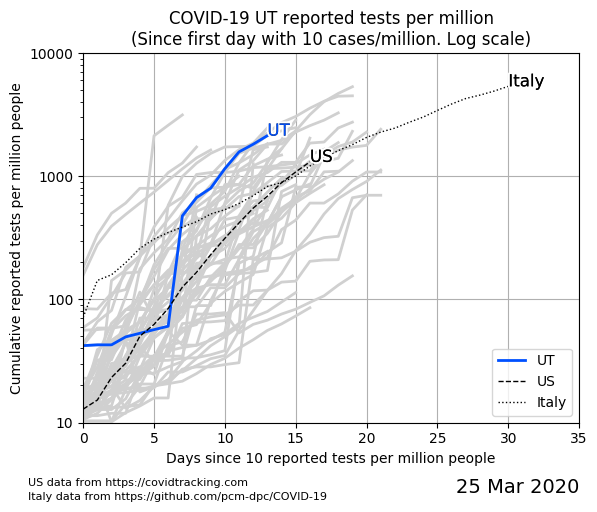 COVID-19 UT reported tests per million
(Since first day with 10 cases/million. Log scale)
Cumulative reported tests per million people
10000
1000
100
10
Italy
UT
US
UT
US
Italy
0 5 10 15 20 25 30 35
Days since 10 reported tests per million people
US data from https://covidtracking.com
Italy data from https://github.com/pcm-dpc/COVID-19
25 Mar 2020